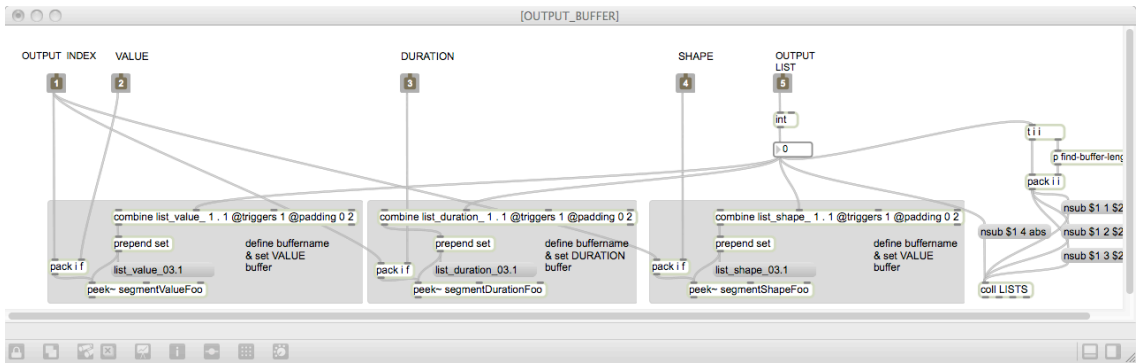 [OUTPUT_BUFFER]
OUTPUT INDEX
VALUE
DURATION
SHAPE
OUTPUT
LIST
1
2
3
4
5
int
0
t i i
p find-buffer-leng
pack i i
combine list_value_ 1 . 1 @triggers 1 @padding 0 2
combine list_duration_ 1 . 1 @triggers 1 @padding 0 2
combine list_shape_ 1 . 1 @triggers 1 @padding 0 2
nsub $1 1 $2
nsub $1 4 abs
nsub $1 2 $2
nsub $1 3 $2
prepend set
define buffername
& set VALUE
buffer
prepend set
define buffername
& set DURATION
buffer
prepend set
define buffername
& set VALUE
buffer
pack i f
list_value_03.1
pack i f
list_duration_03.1
pack i f
list_shape_03.1
peek~ segmentValueFoo
peek~ segmentDurationFoo
peek~ segmentShapeFoo
coll LISTS